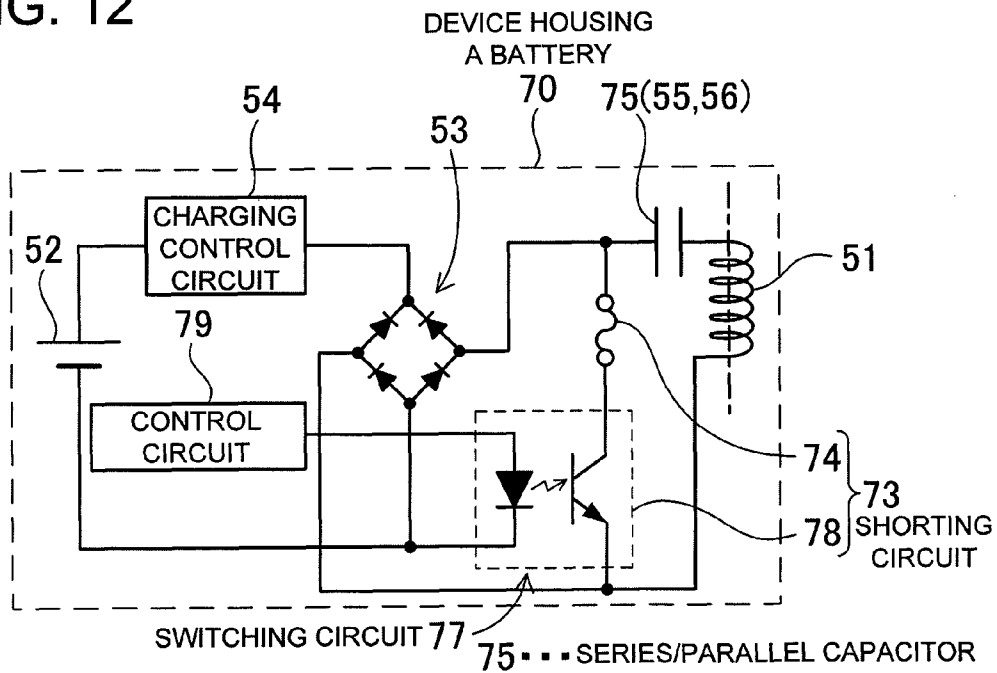 IG. 12
DEVICE HOUSING
A BATTERY
70
75(55,56)
54
53
CHARGING
CONTROL
CIRCUIT
52
51
79
CONTROL
CIRCUIT
74
73
78
SHORTING
CIRCUIT
SWITCHING CIRCUIT 77
75・・・SERIES/PARALLEL CAPACITOR